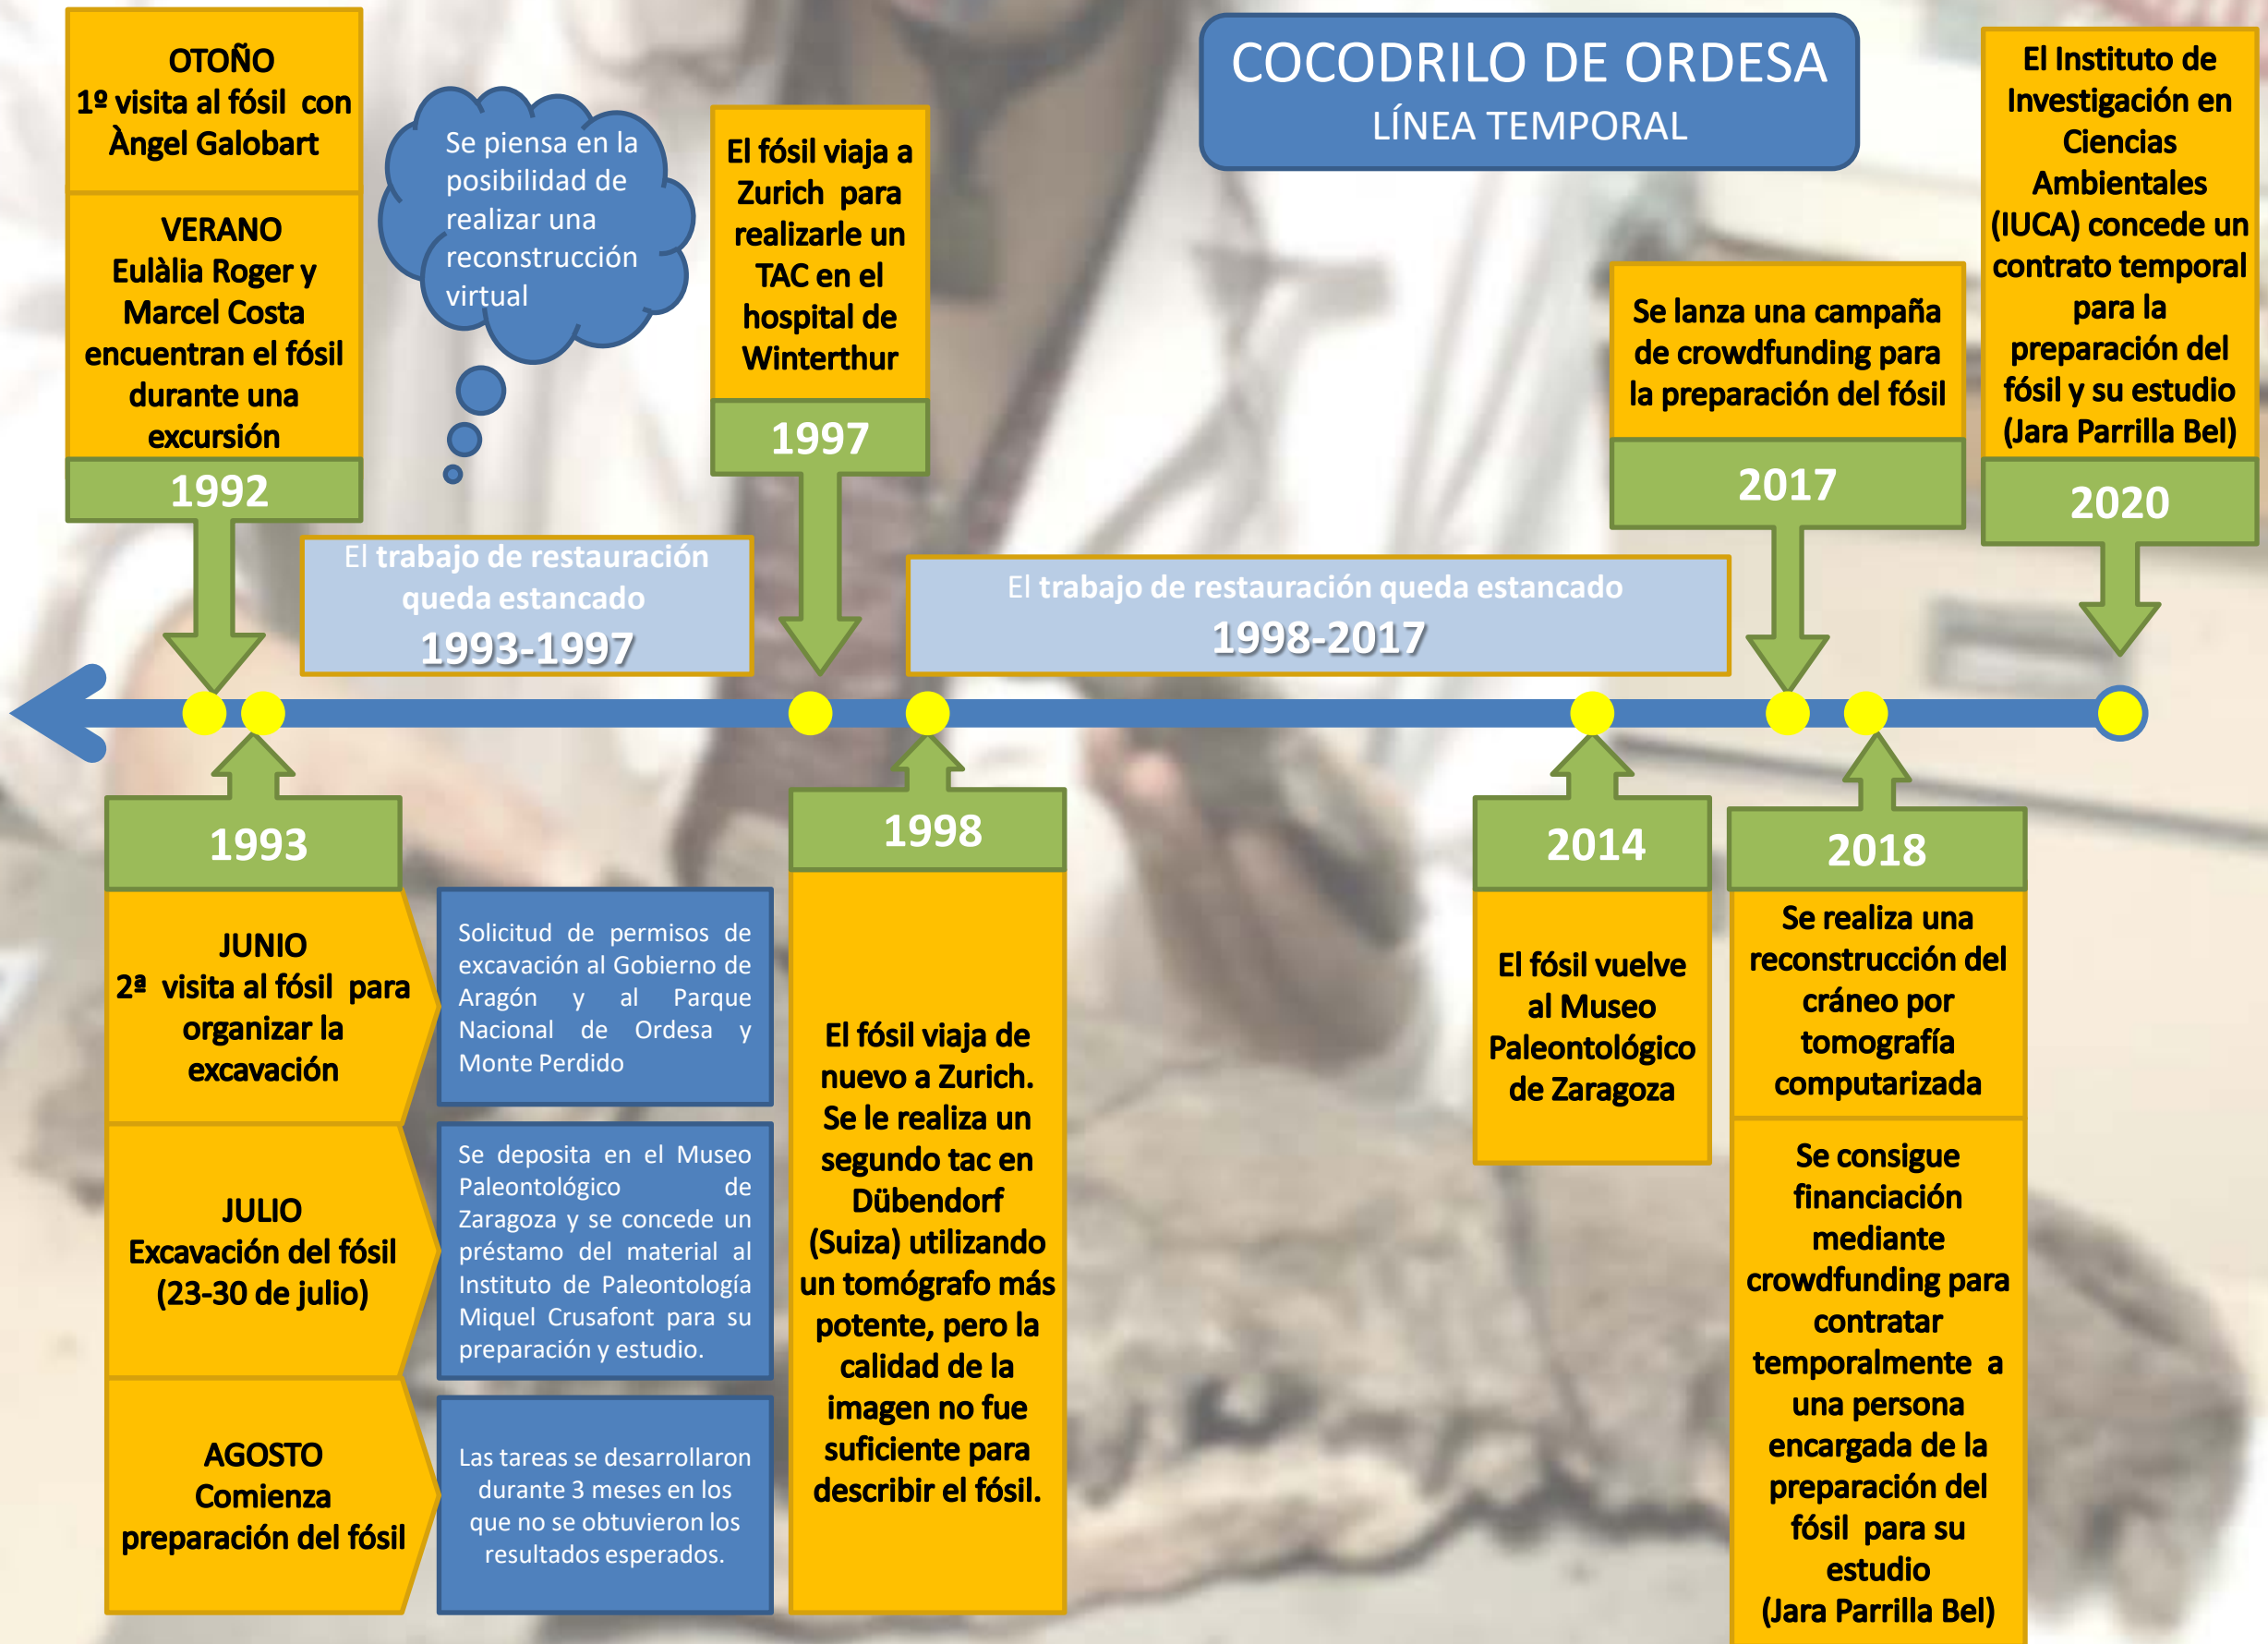 COCODRILO DE ORDESA
LÍNEA TEMPORAL
OTOÑO
1º visita al fósil con
Àngel Galobart
VERANO
Eulàlia Roger y
Marcel Costa
encuentran el fósil
durante una
excursión
1992
Se piensa en la
posibilidad de
realizar una
reconstrucción
virtual
El fósil viaja a
Zurich para
realizarle un
TAC en el
hospital de
Winterthur
1997
Se lanza una campaña
de crowdfunding para
la preparación del fósil
2017
El Instituto de
Investigación en
Ciencias
Ambientales
(IUCA) concede un
contrato temporal
para la
preparación del
fósil y su estudio
(Jara Parrilla Bel)
2020
El trabajo de restauración
queda estancado
1993-1997
El trabajo de restauración queda estancado
1998-2017
1993
JUNIO
2ª visita al fósil para
organizar la
excavación
Solicitud de permisos de
excavación al Gobierno de
Aragón y al Parque
Nacional de Ordesa y
Monte Perdido
JULIO
Excavación del fósil
(23-30 de julio)
Se deposita en el Museo
Paleontológico de
Zaragoza y se concede un
préstamo del material al
Instituto de Paleontología
Miquel Crusafont para su
preparación y estudio.
AGOSTO
Comienza
preparación del fósil
Las tareas se desarrollaron
durante 3 meses en los
que no se obtuvieron los
resultados esperados.
1998
El fósil viaja de
nuevo a Zurich.
Se le realiza un
segundo tac en
Dübendorf
(Suiza) utilizando
un tomógrafo más
potente, pero la
calidad de la
imagen no fue
suficiente para
describir el fósil.
2014
El fósil vuelve
al Museo
Paleontológico
de Zaragoza
2018
Se realiza una
reconstrucción del
cráneo por
tomografía
computarizada
Se consigue
financiación
mediante
crowdfunding para
contratar
temporalmente a
una persona
encargada de la
preparación del
fósil para su
estudio
(Jara Parrilla Bel)